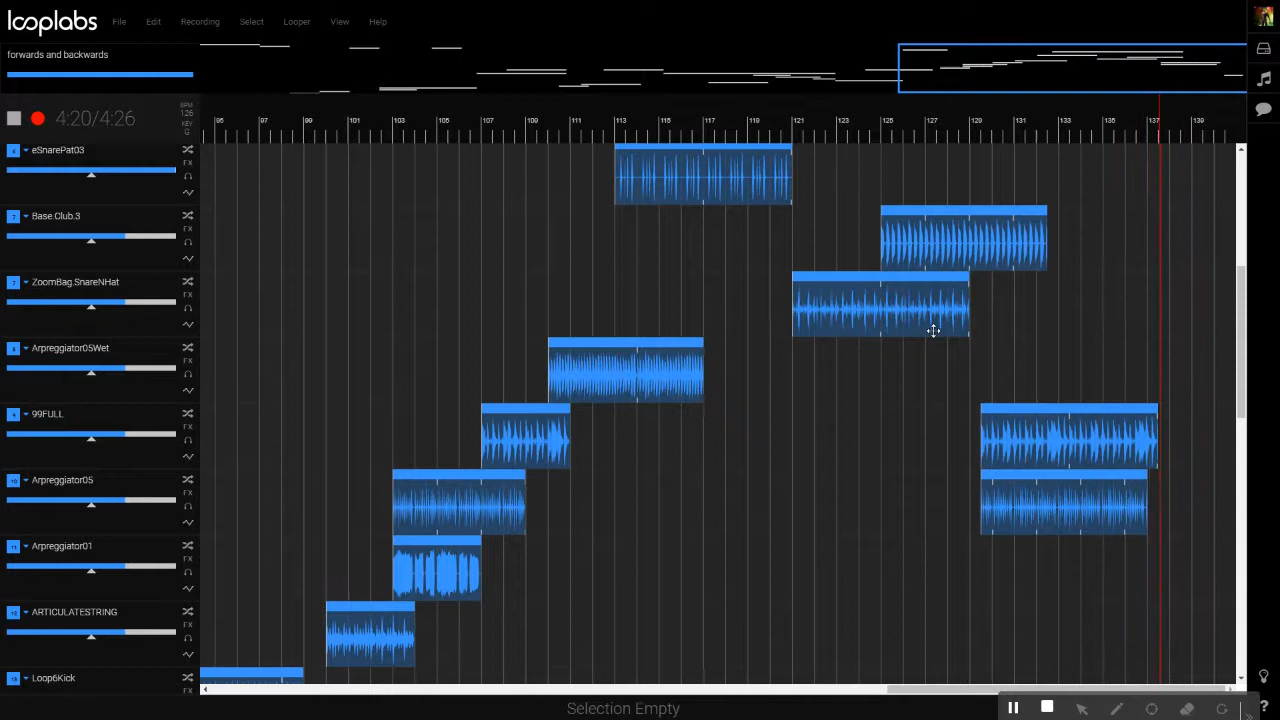 looplabs
File Edit Recording Select Looper View Help
forwards and backwards
4:20/4:26
BPM
126
KEY
G
95 97 99 101 103 105 107 109 111 113 115 117 119 121 123 125 127 129 131 133 135 137 139
eSnarePat03
FX
Base.Club.3
FX
ZoomBag.SnareNHat
FX
Arpreggiator05Wet
FX
99FULL
FX
Arpreggiator05
FX
Arpreggiator01
FX
ARTICULATESTRING
FX
Loop6Kick
FX
Selection Empty